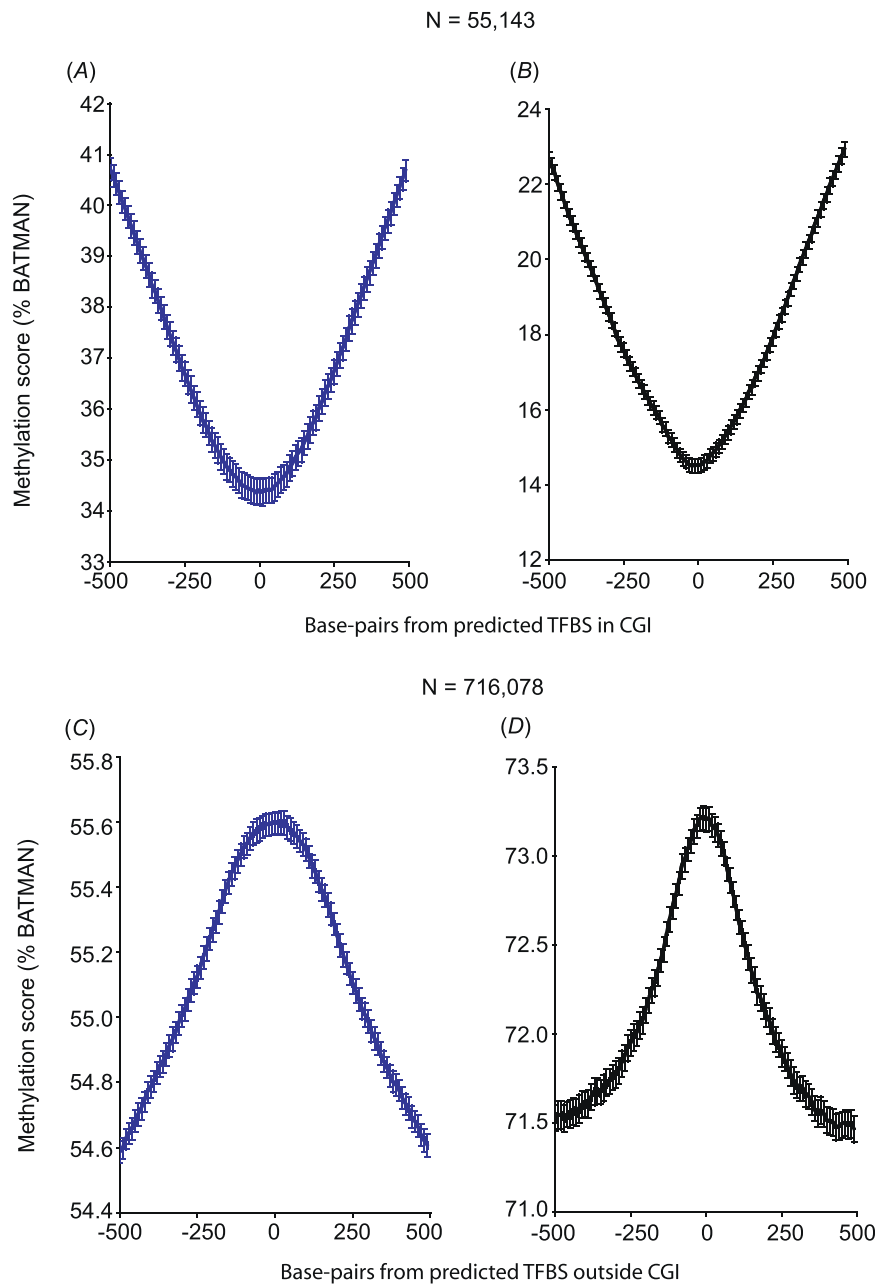 N = 55,143
(A)
(B)
Methylation score (% BATMAN)
42
41
40
39
38
37
36
35
34
33
-500 -250 0 250 500
24
22
20
18
16
14
12
-500 -250 0 250 500
Base-pairs from predicted TFBS in CGI
N = 716,078
(C)
(D)
Methylation score (% BATMAN)
55.8
55.6
55.4
55.2
55.0
54.8
54.6
54.4
-500 -250 0 250 500
73.5
73.0
72.5
72.0
71.5
71.0
-500 -250 0 250 500
Base-pairs from predicted TFBS outside CGI